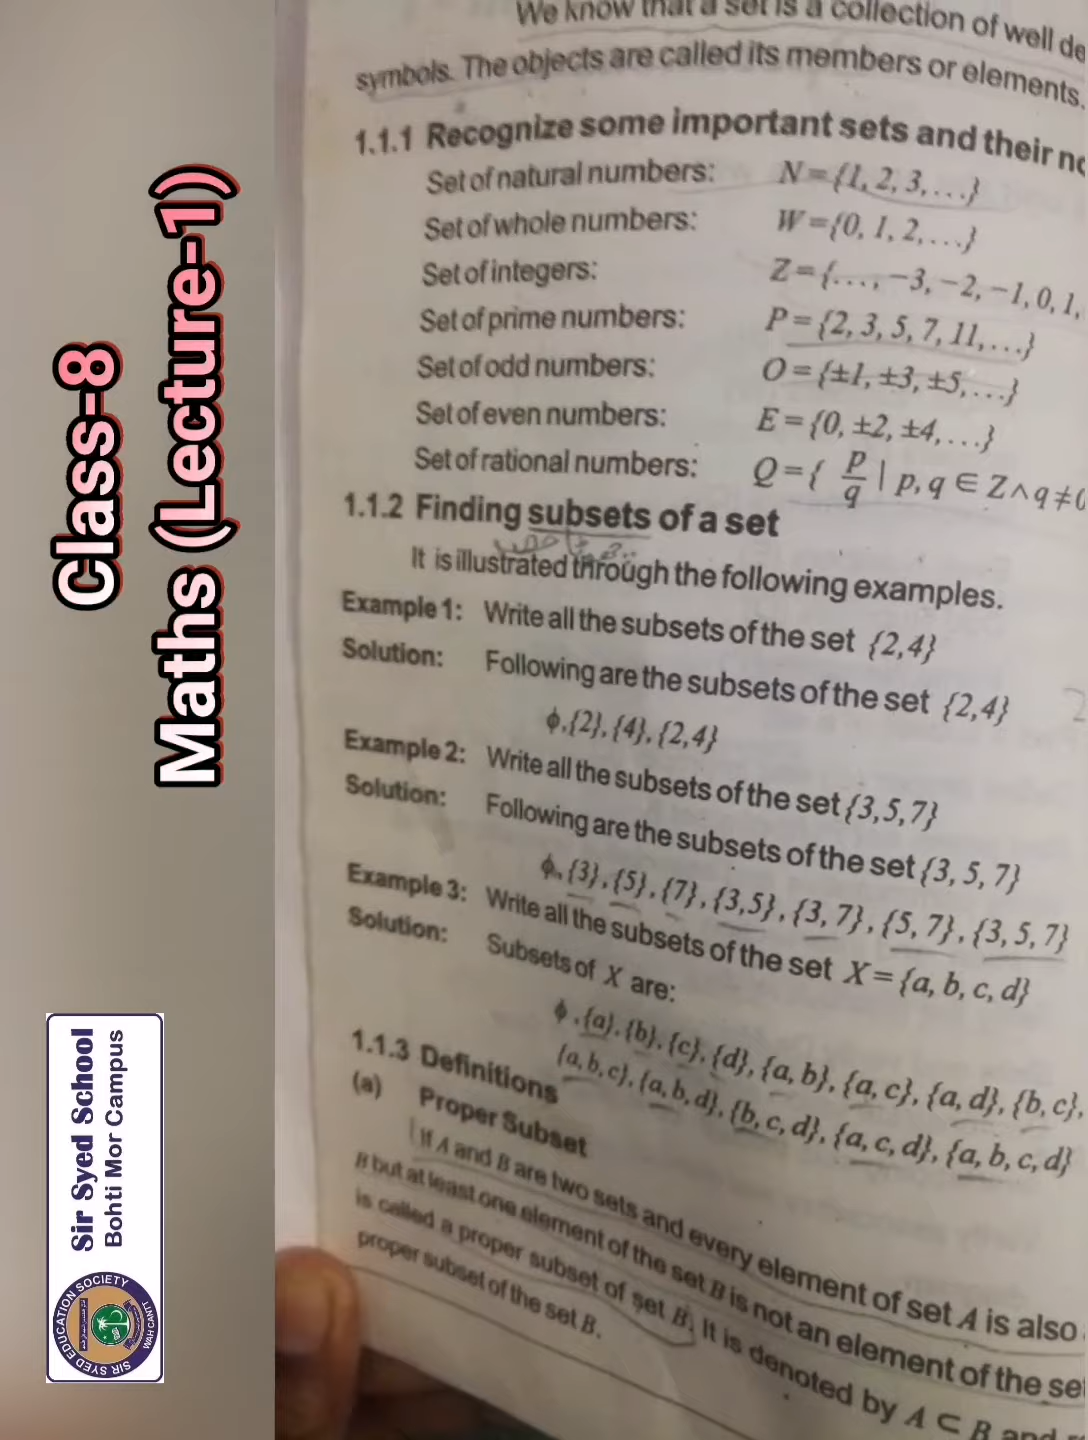 Class-8
Maths (Lecture-1)
Sir Syed School
Bohti Mor Campus
SIR SYED EDUCATION SOCIETY
WAH CANTT
We know that a set is a collection of well de
symbols. The objects are called its members or elements.
1.1.1 Recognize some important sets and their no
Set of natural numbers: N = {1, 2, 3, . . .}
Set of whole numbers: W = {0, 1, 2, . . .}
Set of integers: Z = {. . . , −3, −2, −1, 0, 1,
Set of prime numbers: P = {2, 3, 5, 7, 11, . . .}
Set of odd numbers: O = {±1, ±3, ±5, . . .}
Set of even numbers: E = {0, ±2, ±4, . . .}
Set of rational numbers: Q = { p/q | p, q ∈ Z ∧ q ≠ 0
1.1.2 Finding subsets of a set
It is illustrated through the following examples.
Example 1: Write all the subsets of the set {2,4}
Solution: Following are the subsets of the set {2,4}
ϕ, {2}, {4}, {2,4}
Example 2: Write all the subsets of the set {3,5,7}
Solution: Following are the subsets of the set {3, 5, 7}
ϕ, {3}, {5}, {7}, {3,5}, {3, 7}, {5, 7}, {3, 5, 7}
Example 3: Write all the subsets of the set X = {a, b, c, d}
Solution: Subsets of X are:
ϕ, {a}, {b}, {c}, {d}, {a, b}, {a, c}, {a, d}, {b, c},
{a, b, c}, {a, b, d}, {b, c, d}, {a, c, d}, {a, b, c, d}
1.1.3 Definitions
(a) Proper Subset
If A and B are two sets and every element of set A is also
B but at least one element of the set B is not an element of the set
is called a proper subset of set B. It is denoted by A ⊂ B and
proper subset of the set B.